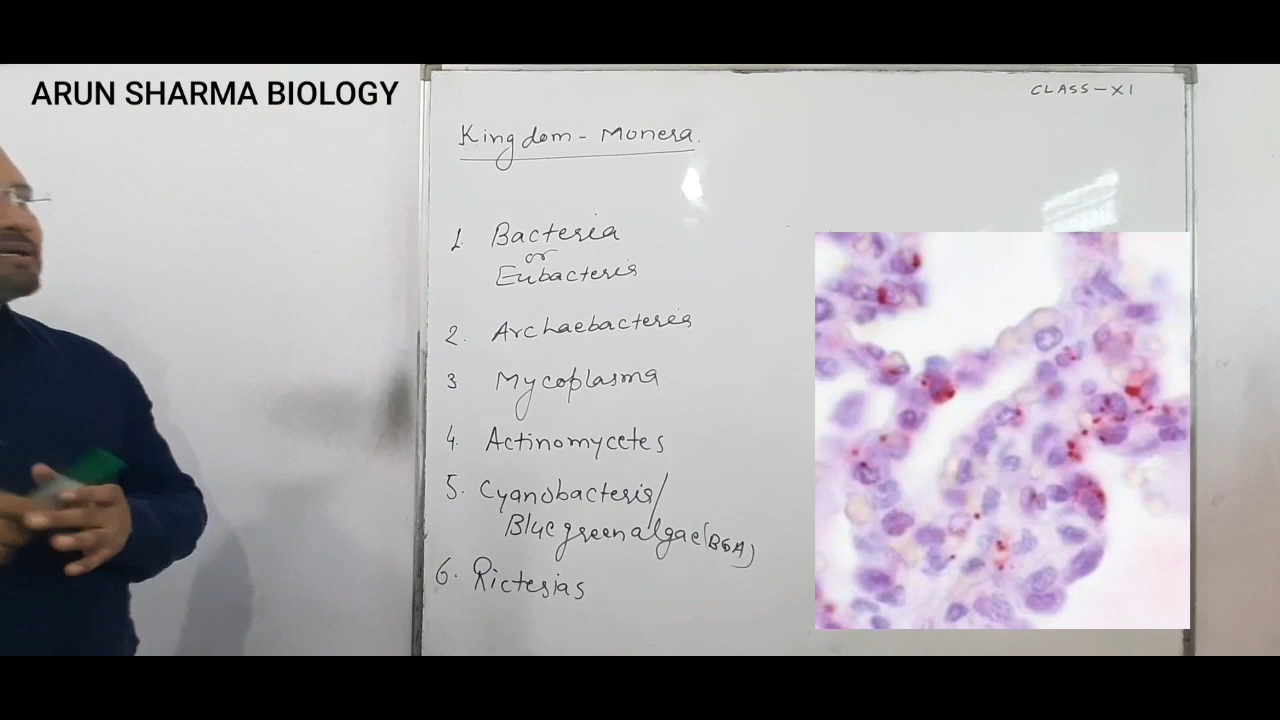 ARUN SHARMA BIOLOGY
CLASS-XI
Kingdom - Monera.
1. Bacteria
or
Eubacteria
2. Archaebacteria
3 Mycoplasma
4. Actinomycetes
5. Cyanobacteria/
Blue green algae (BGA)
6. Rictesias